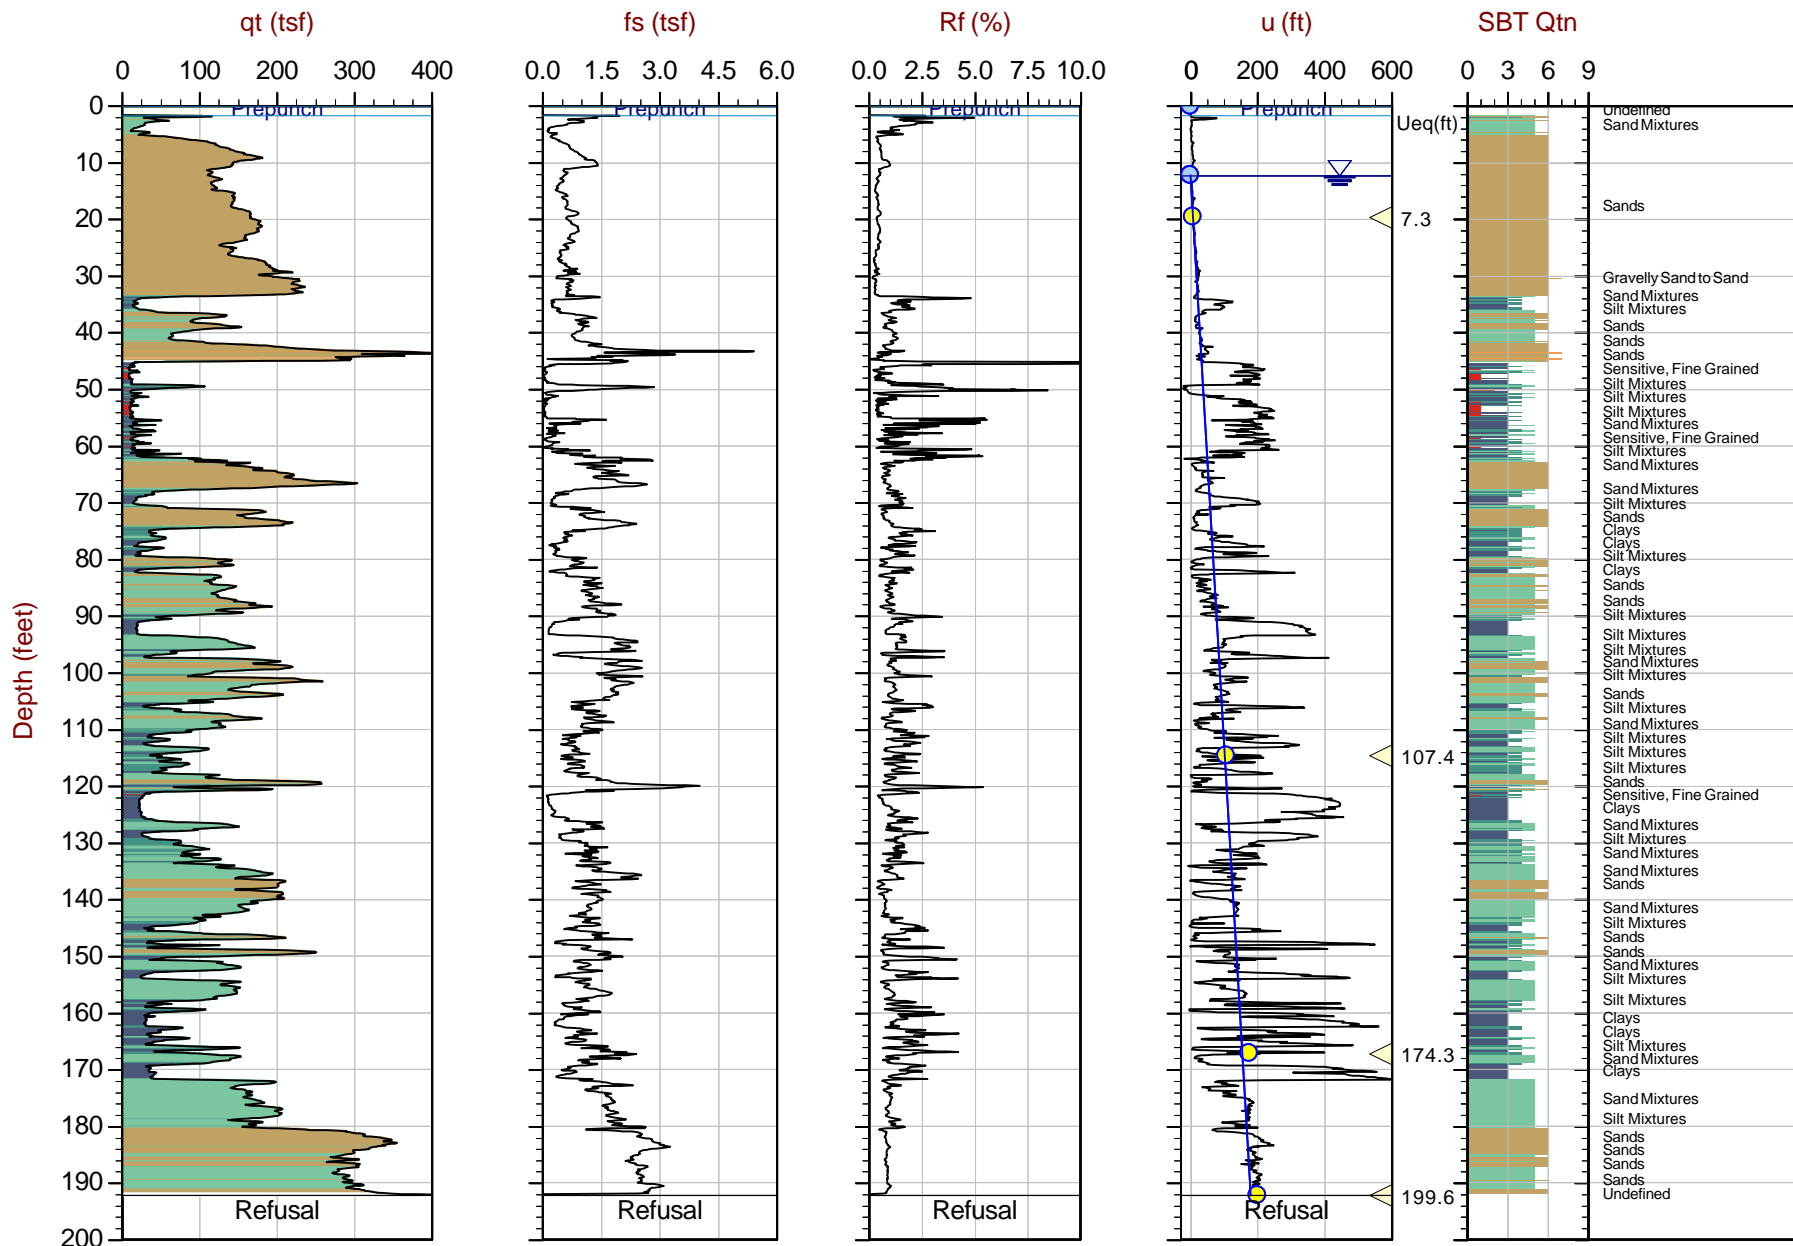 qt (tsf)
fs (tsf)
Rf (%)
u (ft)
SBT Qtn
0 100 200 300 400
0.0 1.5 3.0 4.5 6.0
0.0 2.5 5.0 7.5 10.0
0 200 400 600
0 3 6 9
Depth (feet)
0
10
20
30
40
50
60
70
80
90
100
110
120
130
140
150
160
170
180
190
200
Prepunch
Prepunch
Prepunch
Prepunch
Refusal
Refusal
Refusal
Refusal
Ueq(ft)
7.3
107.4
174.3
199.6
Undefined
Sand Mixtures
Sands
Gravelly Sand to Sand
Sand Mixtures
Silt Mixtures
Sands
Sands
Sands
Sensitive, Fine Grained
Silt Mixtures
Silt Mixtures
Silt Mixtures
Sand Mixtures
Sensitive, Fine Grained
Silt Mixtures
Sand Mixtures
Sand Mixtures
Silt Mixtures
Sands
Clays
Clays
Silt Mixtures
Clays
Sands
Sands
Silt Mixtures
Silt Mixtures
Silt Mixtures
Sand Mixtures
Silt Mixtures
Sands
Silt Mixtures
Sand Mixtures
Silt Mixtures
Silt Mixtures
Silt Mixtures
Sands
Sensitive, Fine Grained
Clays
Sand Mixtures
Silt Mixtures
Sand Mixtures
Sand Mixtures
Sands
Sand Mixtures
Silt Mixtures
Sands
Sands
Sand Mixtures
Silt Mixtures
Silt Mixtures
Clays
Clays
Silt Mixtures
Sand Mixtures
Clays
Sand Mixtures
Silt Mixtures
Sands
Sands
Sands
Sands
Undefined